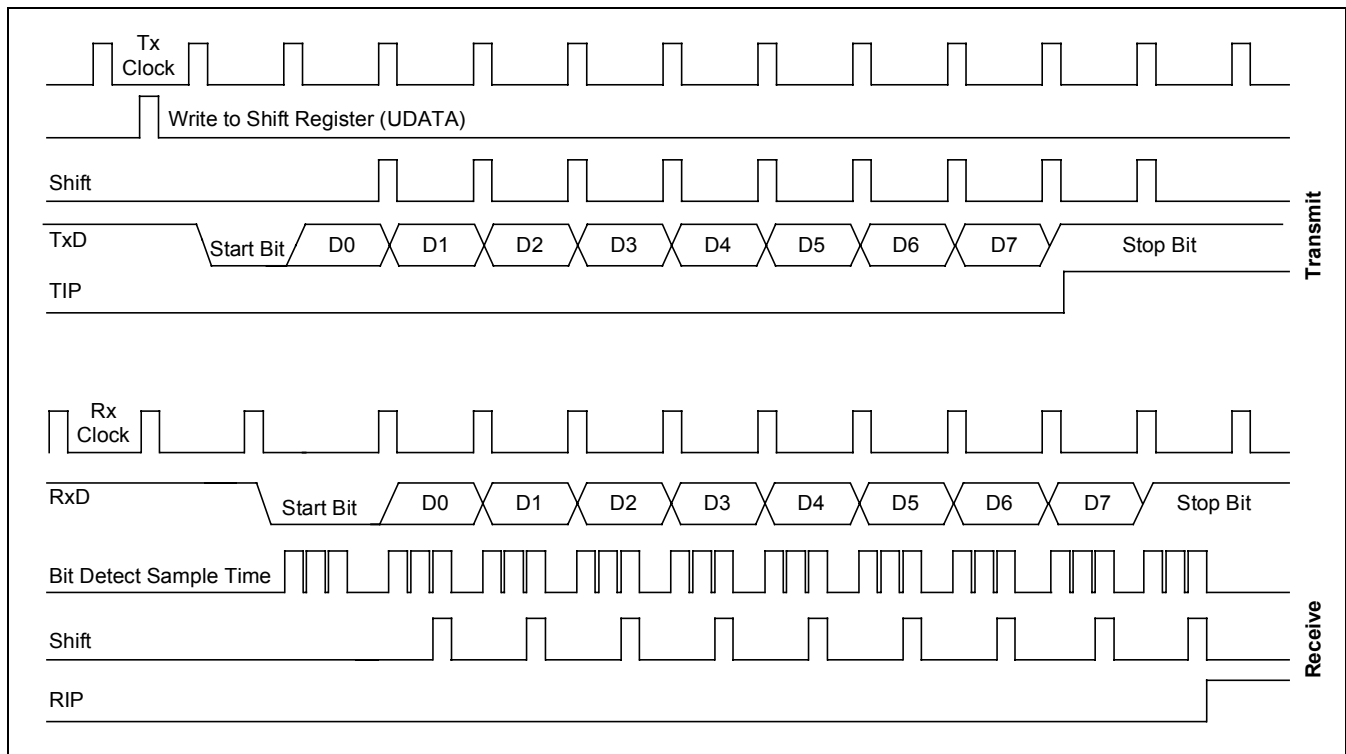 Tx
Clock
Write to Shift Register (UDATA)
Shift
TxD
Start Bit
D0
D1
D2
D3
D4
D5
D6
D7
Stop Bit
TIP
Transmit
Rx
Clock
RxD
Start Bit
D0
D1
D2
D3
D4
D5
D6
D7
Stop Bit
Bit Detect Sample Time
Shift
RIP
Receive